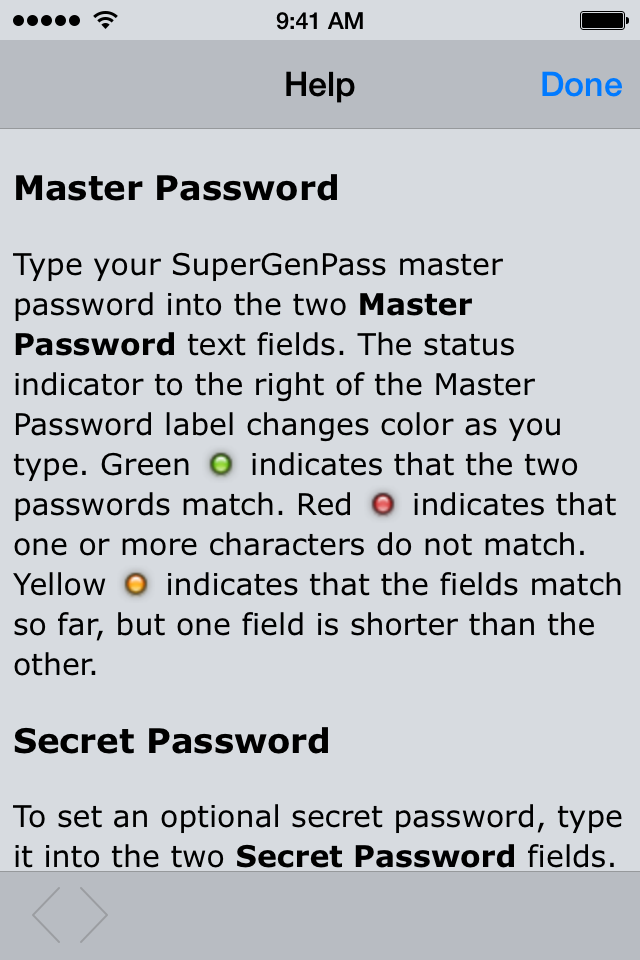 9:41 AM
Help
Done
Master Password
Type your SuperGenPass master
password into the two Master
Password text fields. The status
indicator to the right of the Master
Password label changes color as you
type. Green indicates that the two
passwords match. Red indicates that
one or more characters do not match.
Yellow indicates that the fields match
so far, but one field is shorter than the
other.
Secret Password
To set an optional secret password, type
it into the two Secret Password fields.